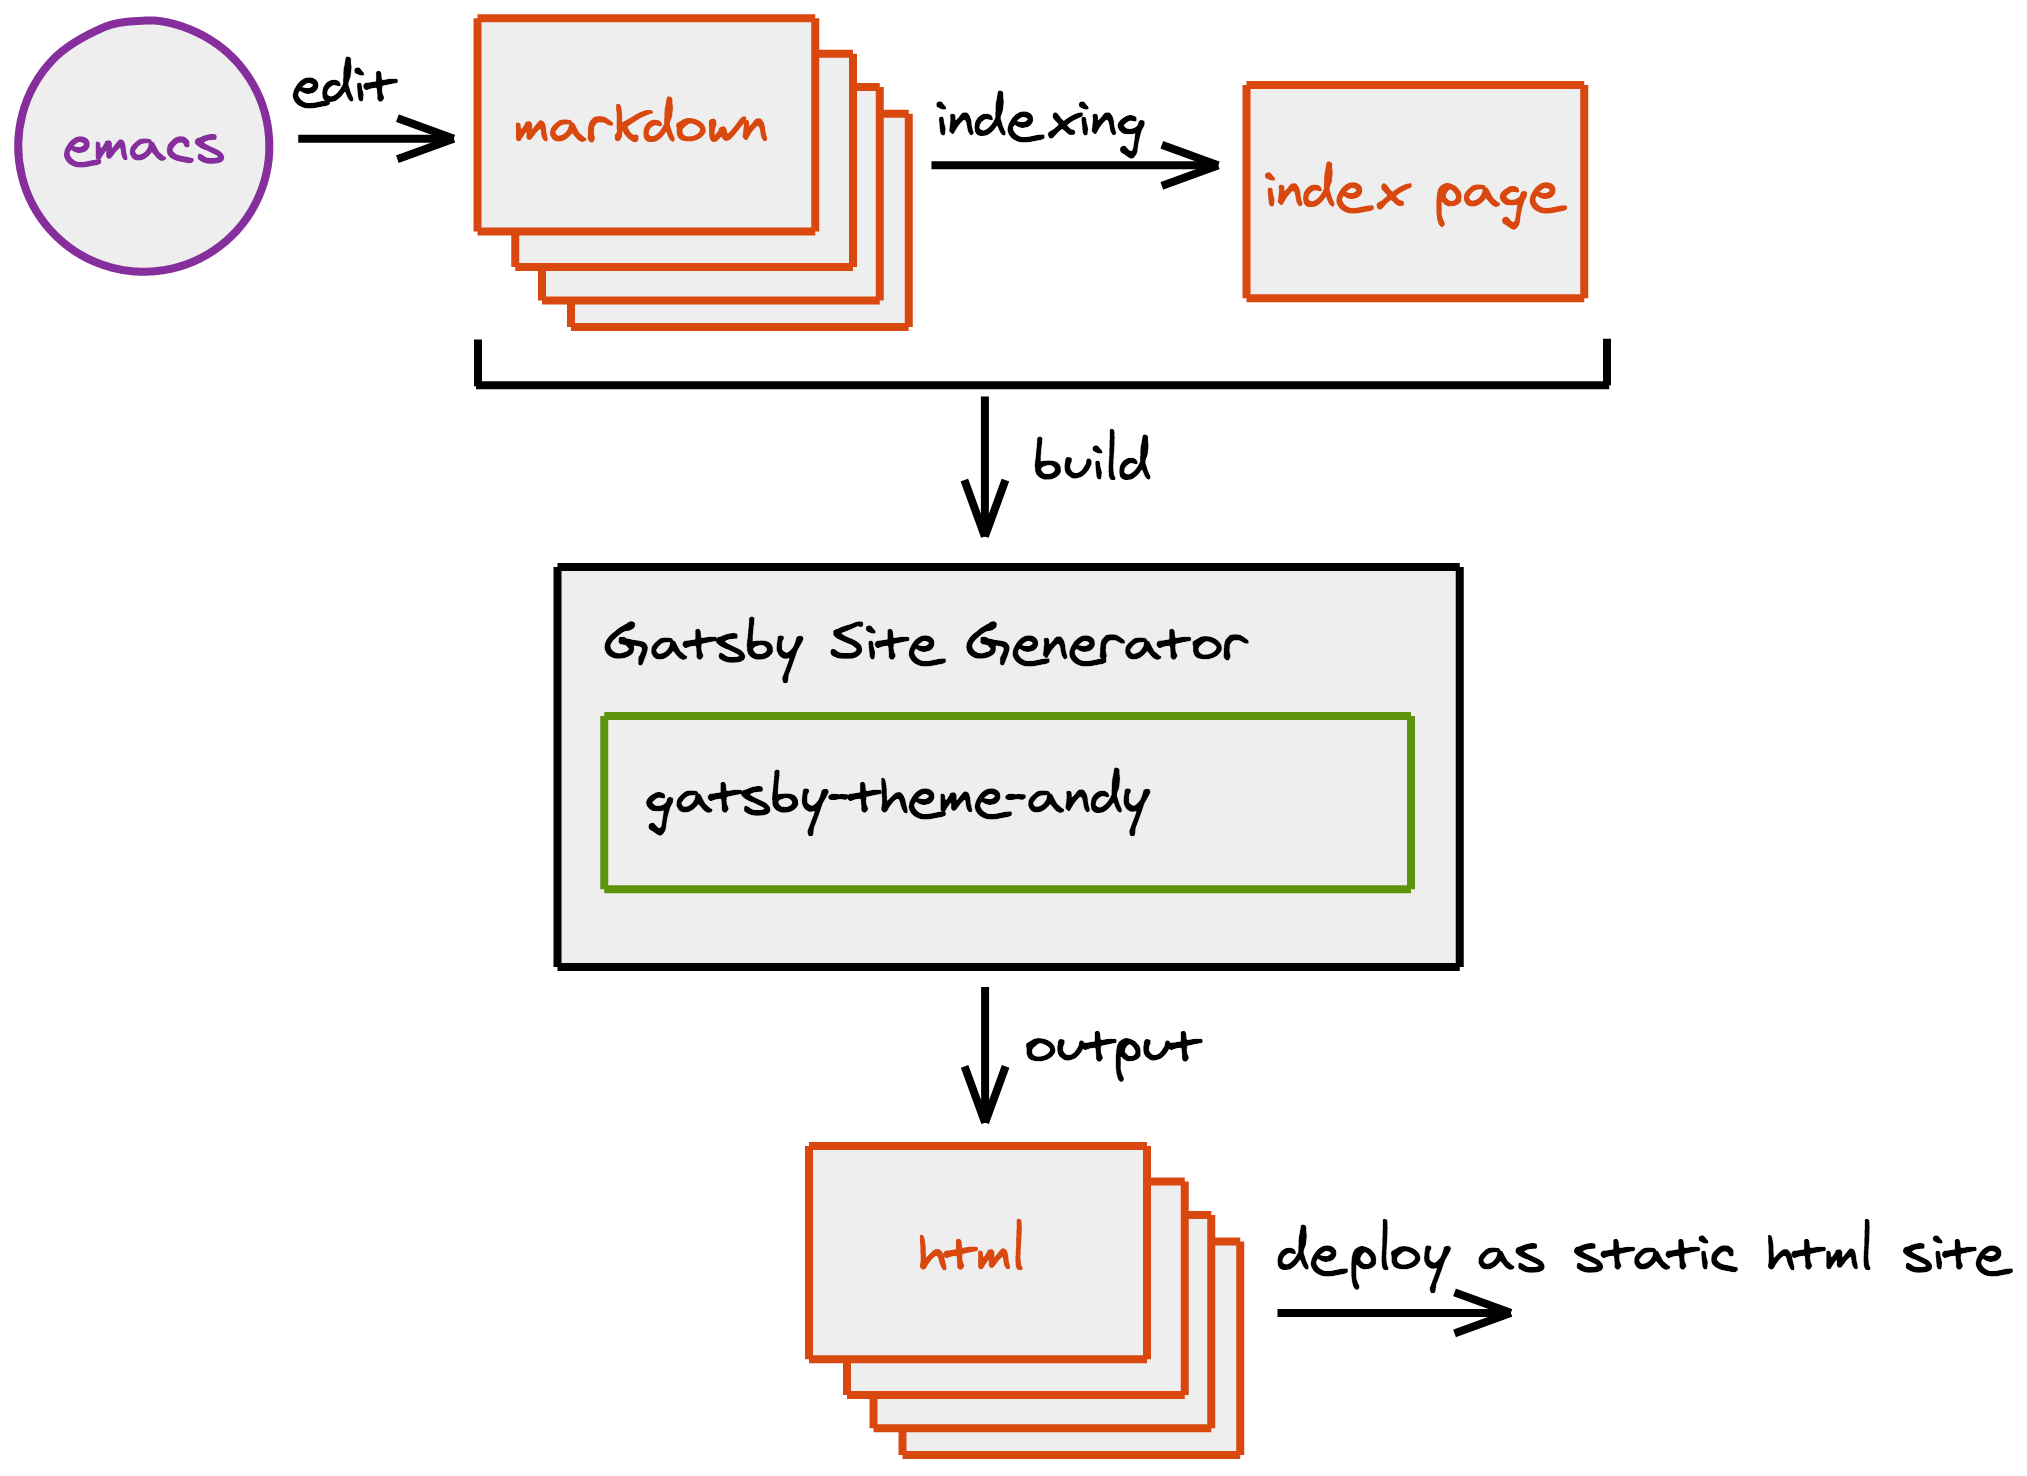 emacs
edit
markdown
indexing
index page
build
Gatsby Site Generator
gatsby-theme-andy
output
html
deploy as static html site